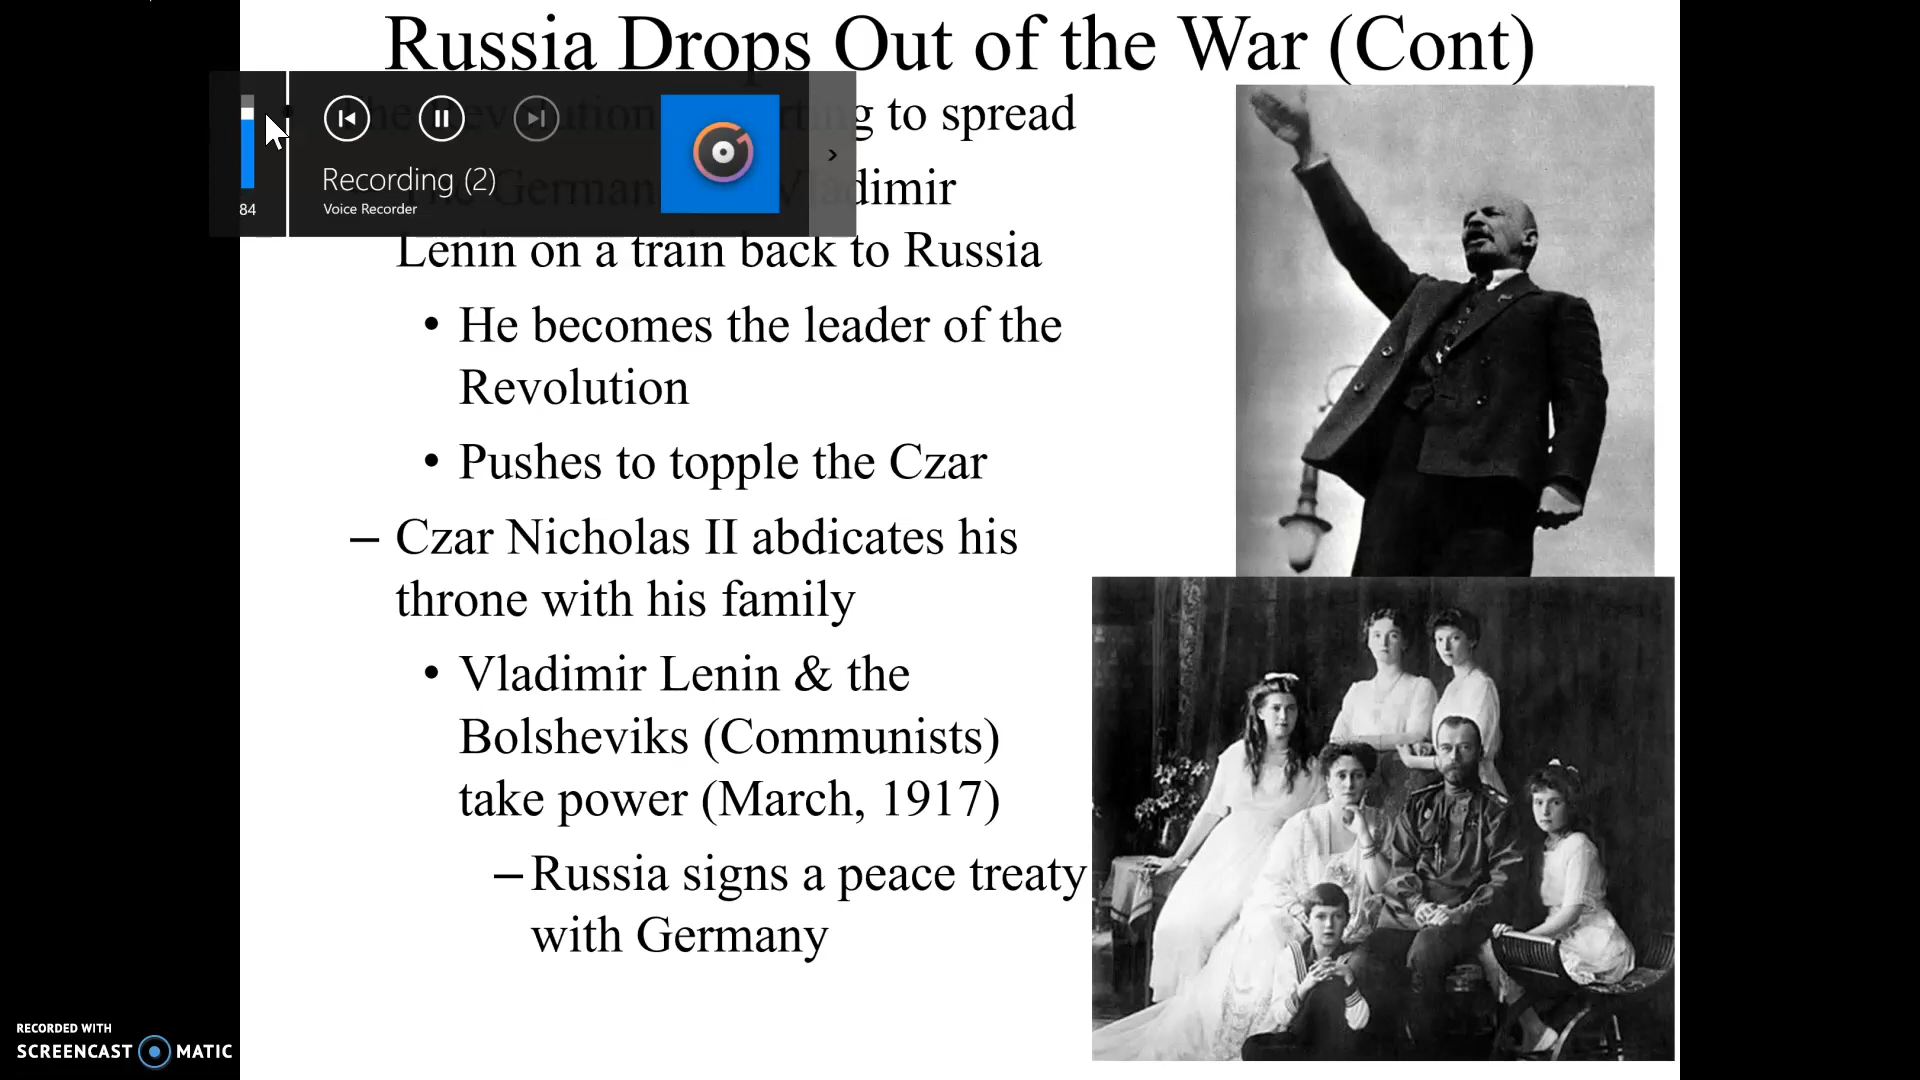 Russia Drops Out of the War (Cont)
to spread
Recording (2)
84
Voice Recorder
Lenin on a train back to Russia
• He becomes the leader of the
Revolution
• Pushes to topple the Czar
– Czar Nicholas II abdicates his
throne with his family
• Vladimir Lenin & the
Bolsheviks (Communists)
take power (March, 1917)
– Russia signs a peace treaty
with Germany
RECORDED WITH
SCREENCAST MATIC